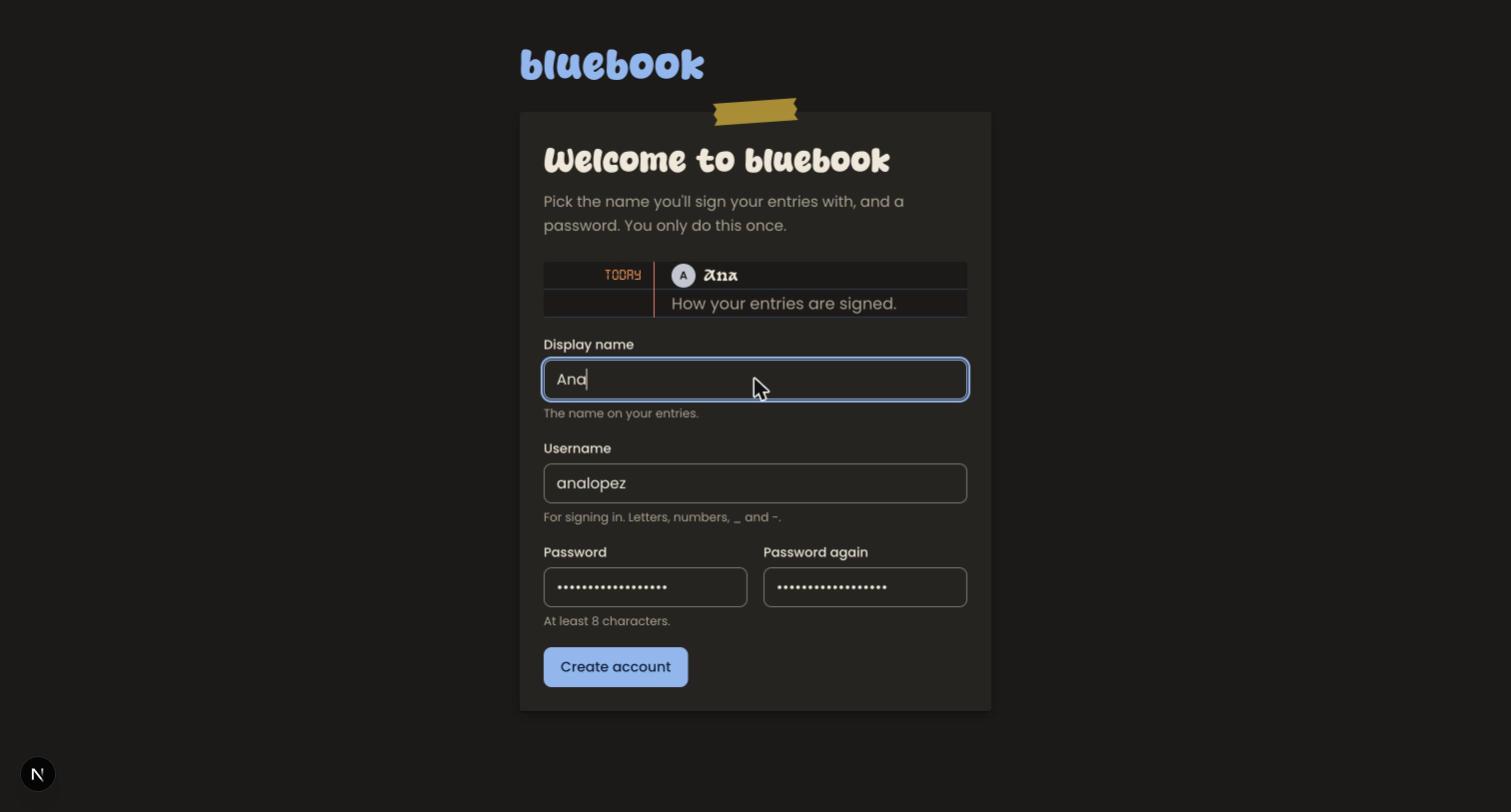 bluebook
Welcome to bluebook
Pick the name you'll sign your entries with, and a
password. You only do this once.
TODAY A Ana
How your entries are signed.
Display name
Ana
The name on your entries.
Username
analopez
For signing in. Letters, numbers, _ and -.
Password Password again
•••••••••••••••••• ••••••••••••••••••
At least 8 characters.
Create account
N